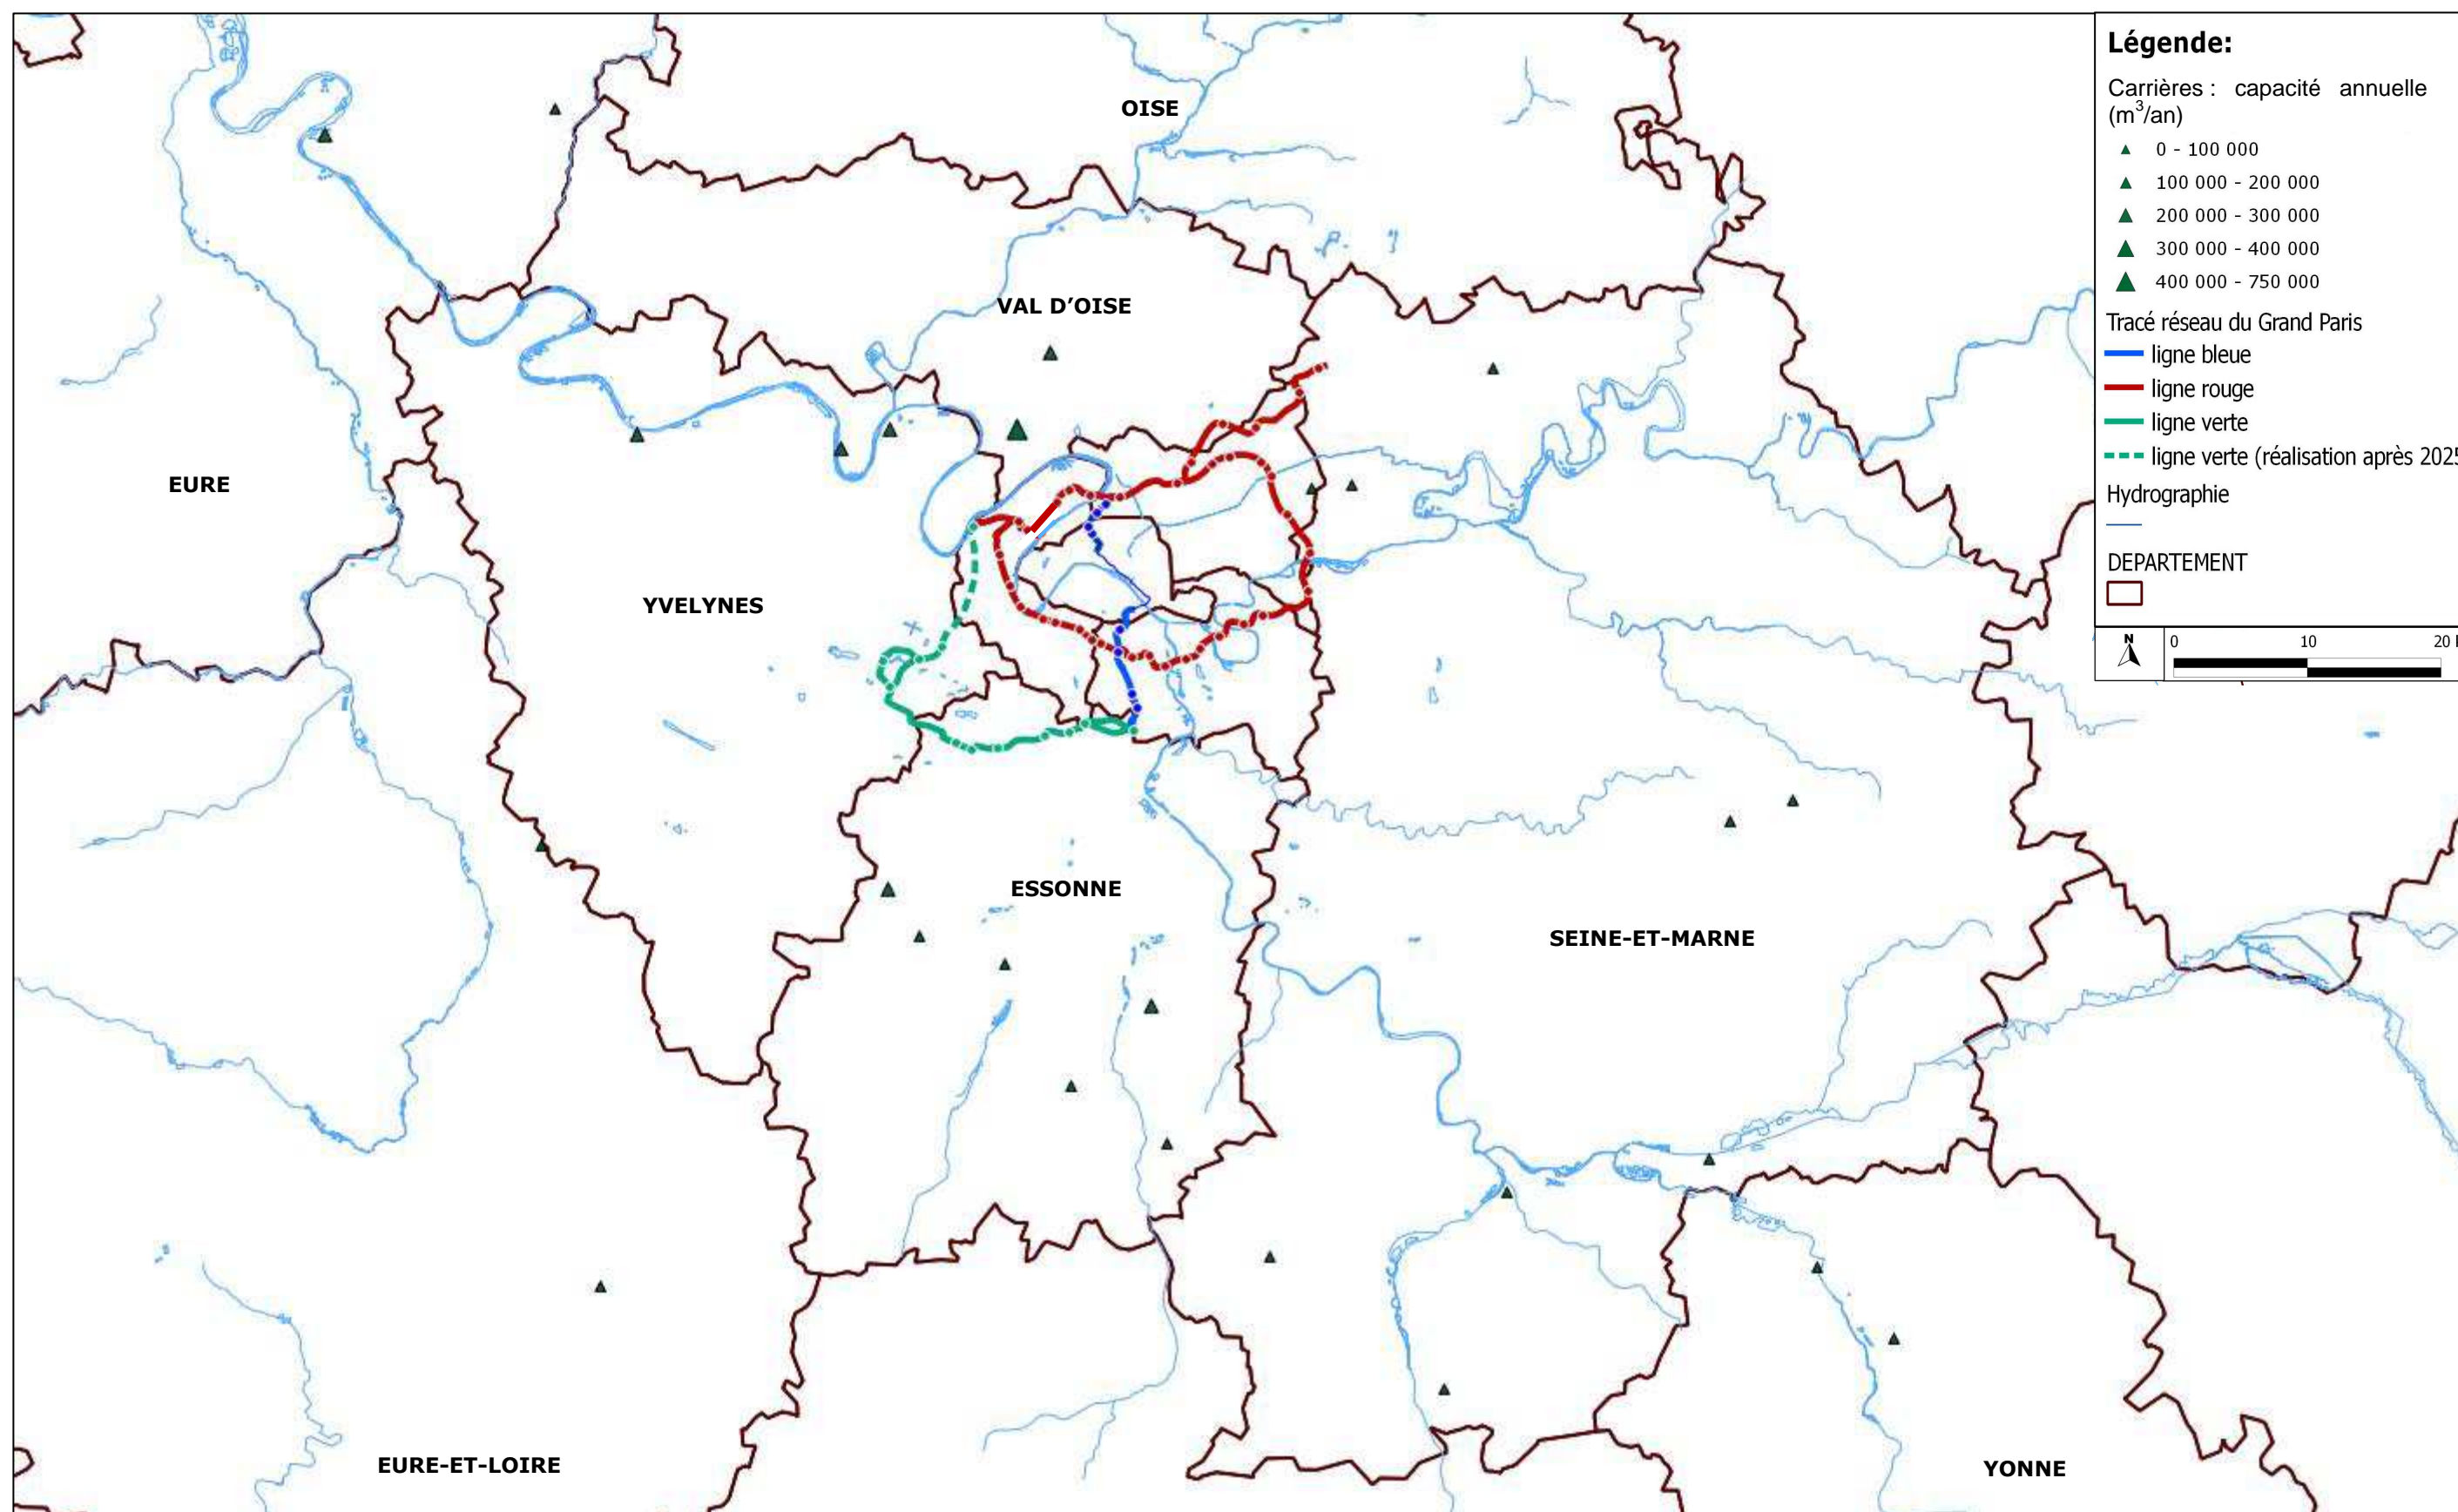 Légende:
Carrières : capacité annuelle
(m³/an)
0 - 100 000
100 000 - 200 000
200 000 - 300 000
300 000 - 400 000
400 000 - 750 000
Tracé réseau du Grand Paris
ligne bleue
ligne rouge
ligne verte
ligne verte (réalisation après 2025
Hydrographie
DEPARTEMENT
N
0 10 20
OISE
VAL D’OISE
EURE
YVELYNES
ESSONNE
SEINE-ET-MARNE
EURE-ET-LOIRE
YONNE